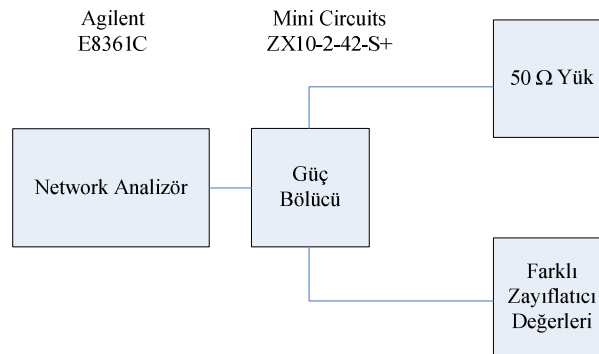 Agilent
E8361C
Mini Circuits
ZX10-2-42-S+
50 Ω Yük
Network Analizör
Güç
Bölücü
Farklı
Zayıflatıcı
Değerleri